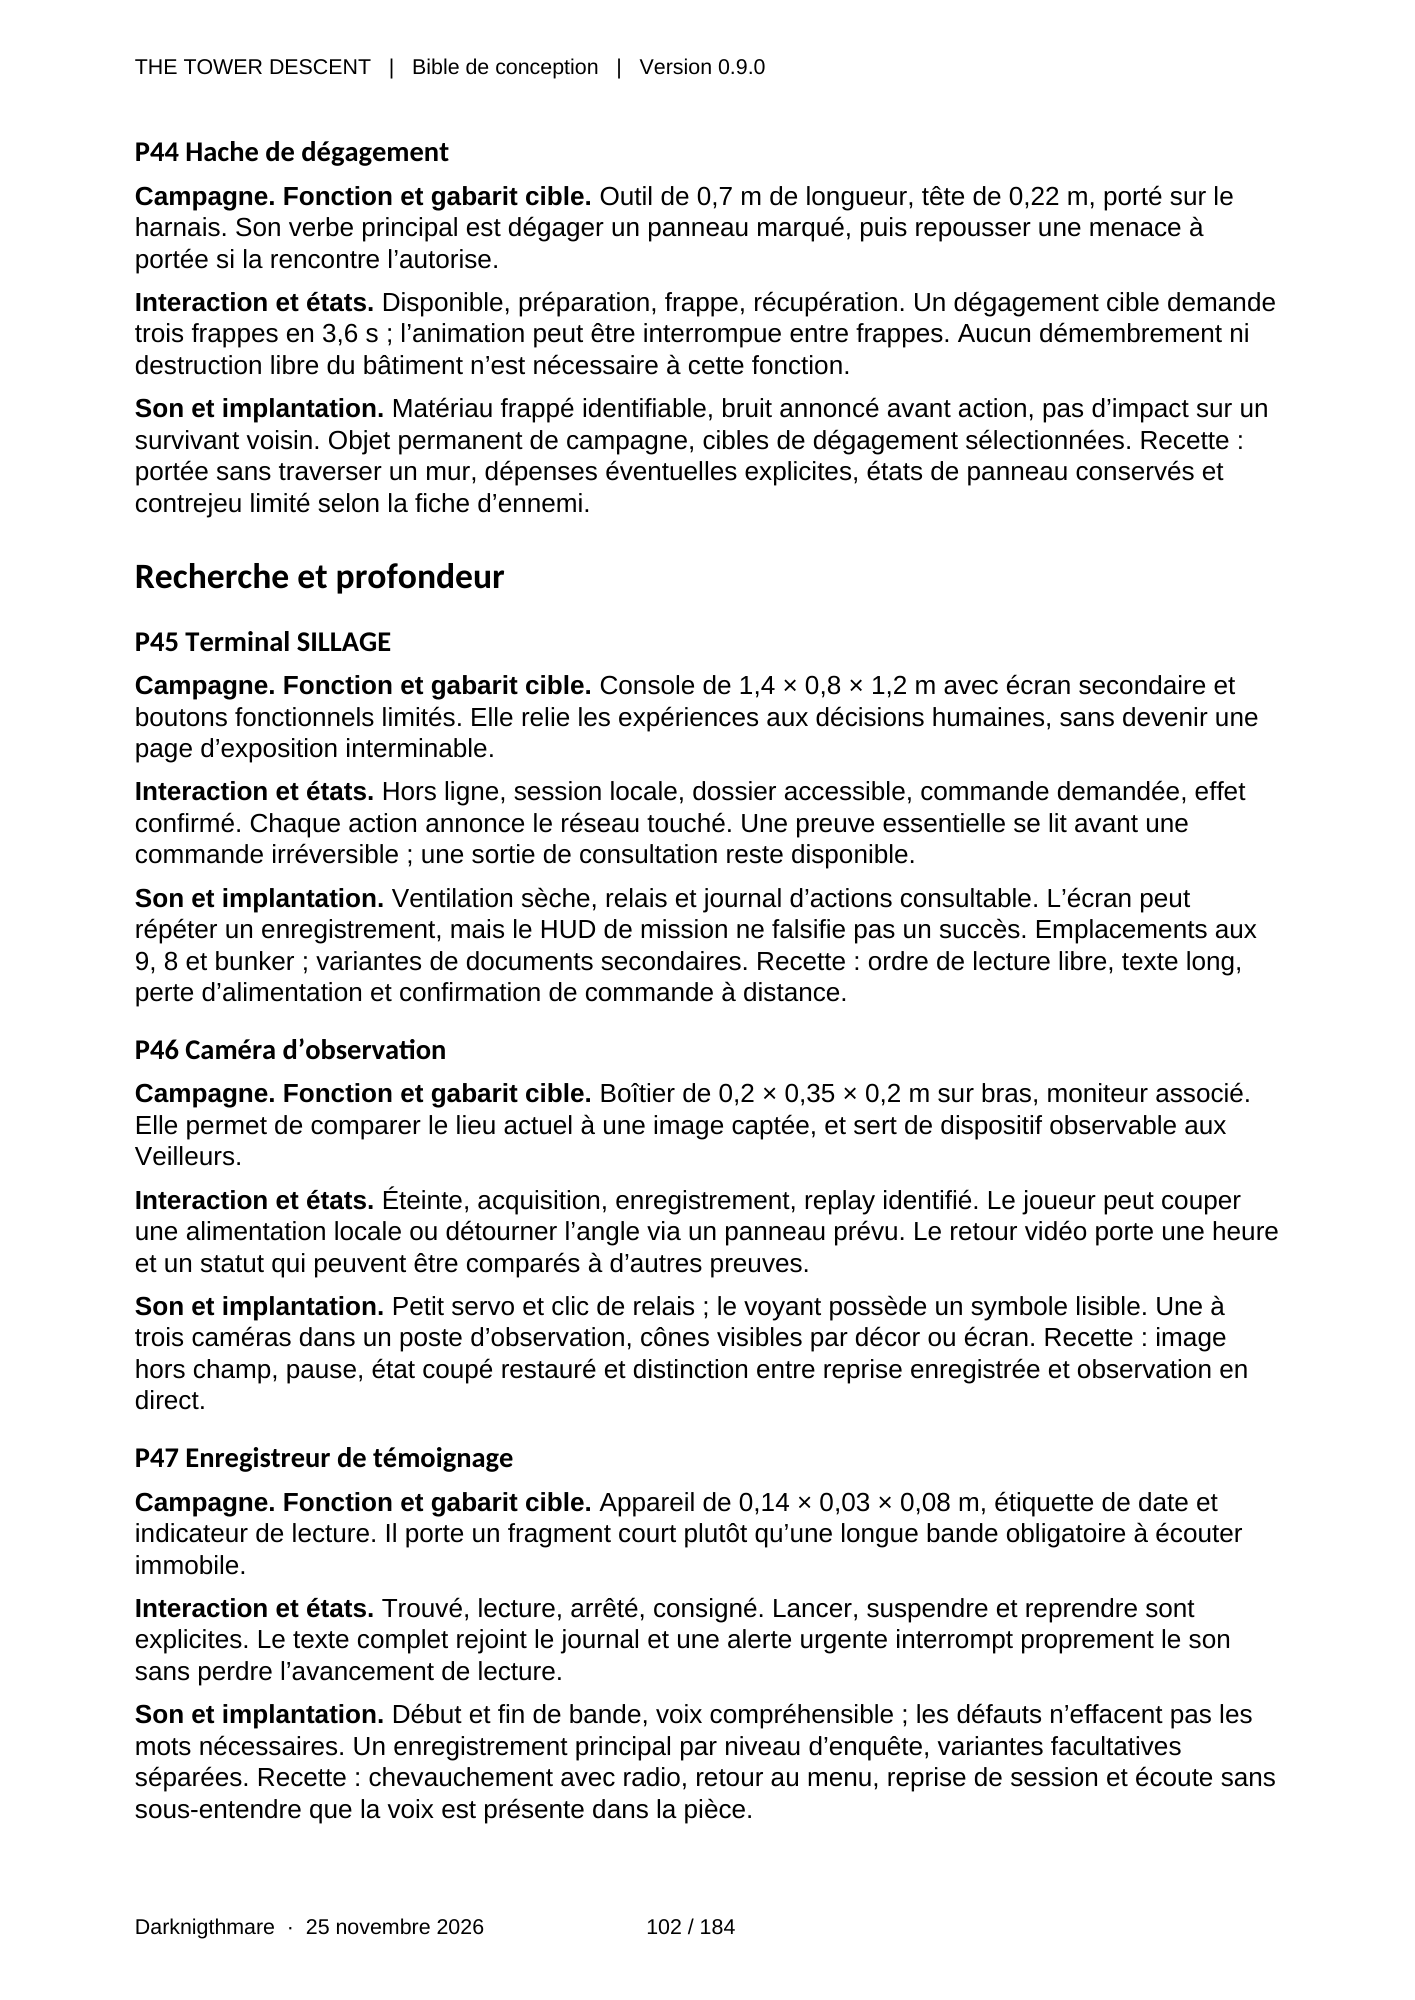 THE TOWER DESCENT | Bible de conception | Version 0.9.0
P44 Hache de dégagement
Campagne. Fonction et gabarit cible. Outil de 0,7 m de longueur, tête de 0,22 m, porté sur le
harnais. Son verbe principal est dégager un panneau marqué, puis repousser une menace à
portée si la rencontre l’autorise.
Interaction et états. Disponible, préparation, frappe, récupération. Un dégagement cible demande
trois frappes en 3,6 s ; l’animation peut être interrompue entre frappes. Aucun démembrement ni
destruction libre du bâtiment n’est nécessaire à cette fonction.
Son et implantation. Matériau frappé identifiable, bruit annoncé avant action, pas d’impact sur un
survivant voisin. Objet permanent de campagne, cibles de dégagement sélectionnées. Recette :
portée sans traverser un mur, dépenses éventuelles explicites, états de panneau conservés et
contrejeu limité selon la fiche d’ennemi.
Recherche et profondeur
P45 Terminal SILLAGE
Campagne. Fonction et gabarit cible. Console de 1,4 × 0,8 × 1,2 m avec écran secondaire et
boutons fonctionnels limités. Elle relie les expériences aux décisions humaines, sans devenir une
page d’exposition interminable.
Interaction et états. Hors ligne, session locale, dossier accessible, commande demandée, effet
confirmé. Chaque action annonce le réseau touché. Une preuve essentielle se lit avant une
commande irréversible ; une sortie de consultation reste disponible.
Son et implantation. Ventilation sèche, relais et journal d’actions consultable. L’écran peut
répéter un enregistrement, mais le HUD de mission ne falsifie pas un succès. Emplacements aux
9, 8 et bunker ; variantes de documents secondaires. Recette : ordre de lecture libre, texte long,
perte d’alimentation et confirmation de commande à distance.
P46 Caméra d’observation
Campagne. Fonction et gabarit cible. Boîtier de 0,2 × 0,35 × 0,2 m sur bras, moniteur associé.
Elle permet de comparer le lieu actuel à une image captée, et sert de dispositif observable aux
Veilleurs.
Interaction et états. Éteinte, acquisition, enregistrement, replay identifié. Le joueur peut couper
une alimentation locale ou détourner l’angle via un panneau prévu. Le retour vidéo porte une heure
et un statut qui peuvent être comparés à d’autres preuves.
Son et implantation. Petit servo et clic de relais ; le voyant possède un symbole lisible. Une à
trois caméras dans un poste d’observation, cônes visibles par décor ou écran. Recette : image
hors champ, pause, état coupé restauré et distinction entre reprise enregistrée et observation en
direct.
P47 Enregistreur de témoignage
Campagne. Fonction et gabarit cible. Appareil de 0,14 × 0,03 × 0,08 m, étiquette de date et
indicateur de lecture. Il porte un fragment court plutôt qu’une longue bande obligatoire à écouter
immobile.
Interaction et états. Trouvé, lecture, arrêté, consigné. Lancer, suspendre et reprendre sont
explicites. Le texte complet rejoint le journal et une alerte urgente interrompt proprement le son
sans perdre l’avancement de lecture.
Son et implantation. Début et fin de bande, voix compréhensible ; les défauts n’effacent pas les
mots nécessaires. Un enregistrement principal par niveau d’enquête, variantes facultatives
séparées. Recette : chevauchement avec radio, retour au menu, reprise de session et écoute sans
sous-entendre que la voix est présente dans la pièce.
Darknigthmare · 25 novembre 2026 102 / 184